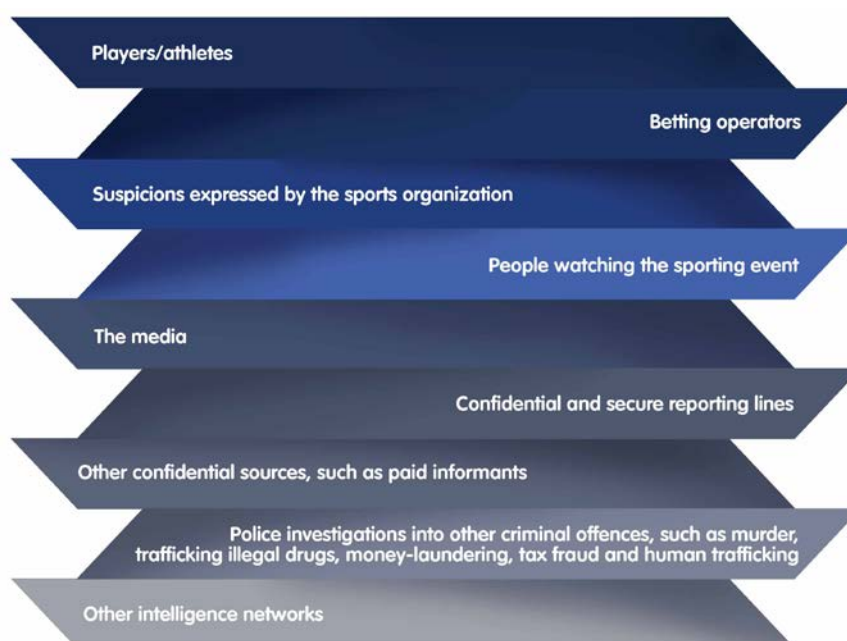 Players/athletes
Betting operators
Suspicions expressed by the sports organization
People watching the sporting event
The media
Confidential and secure reporting lines
Other confidential sources, such as paid informants
Police investigations into other criminal offences, such as murder,
trafficking illegal drugs, money-laundering, tax fraud and human trafficking
Other intelligence networks